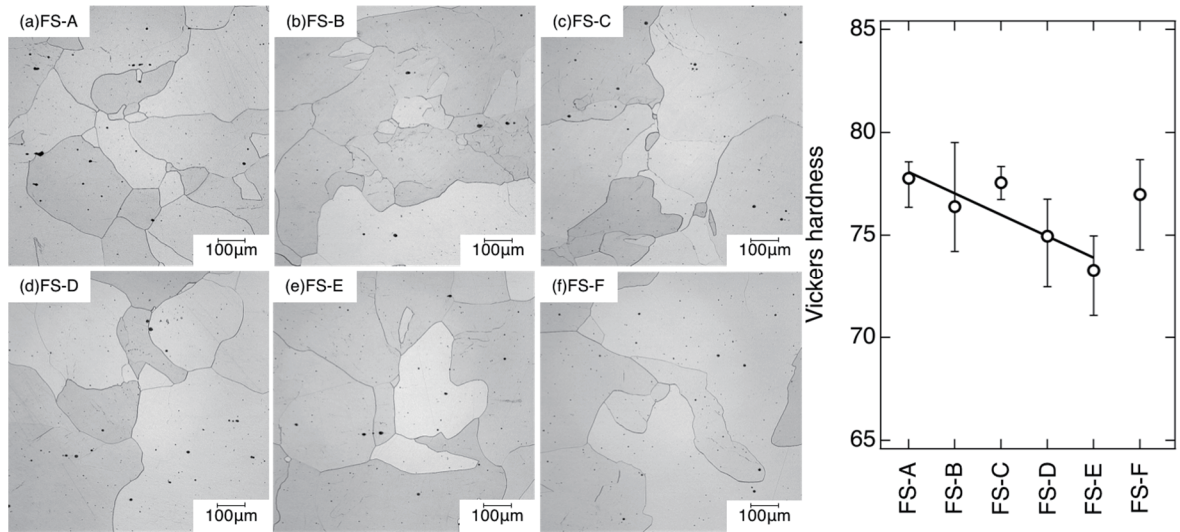 (a)FS-A
100μm
(b)FS-B
100μm
(c)FS-C
100μm
(d)FS-D
100μm
(e)FS-E
100μm
(f)FS-F
100μm
Vickers hardness
85
80
75
70
65
FS-A
FS-B
FS-C
FS-D
FS-E
FS-F